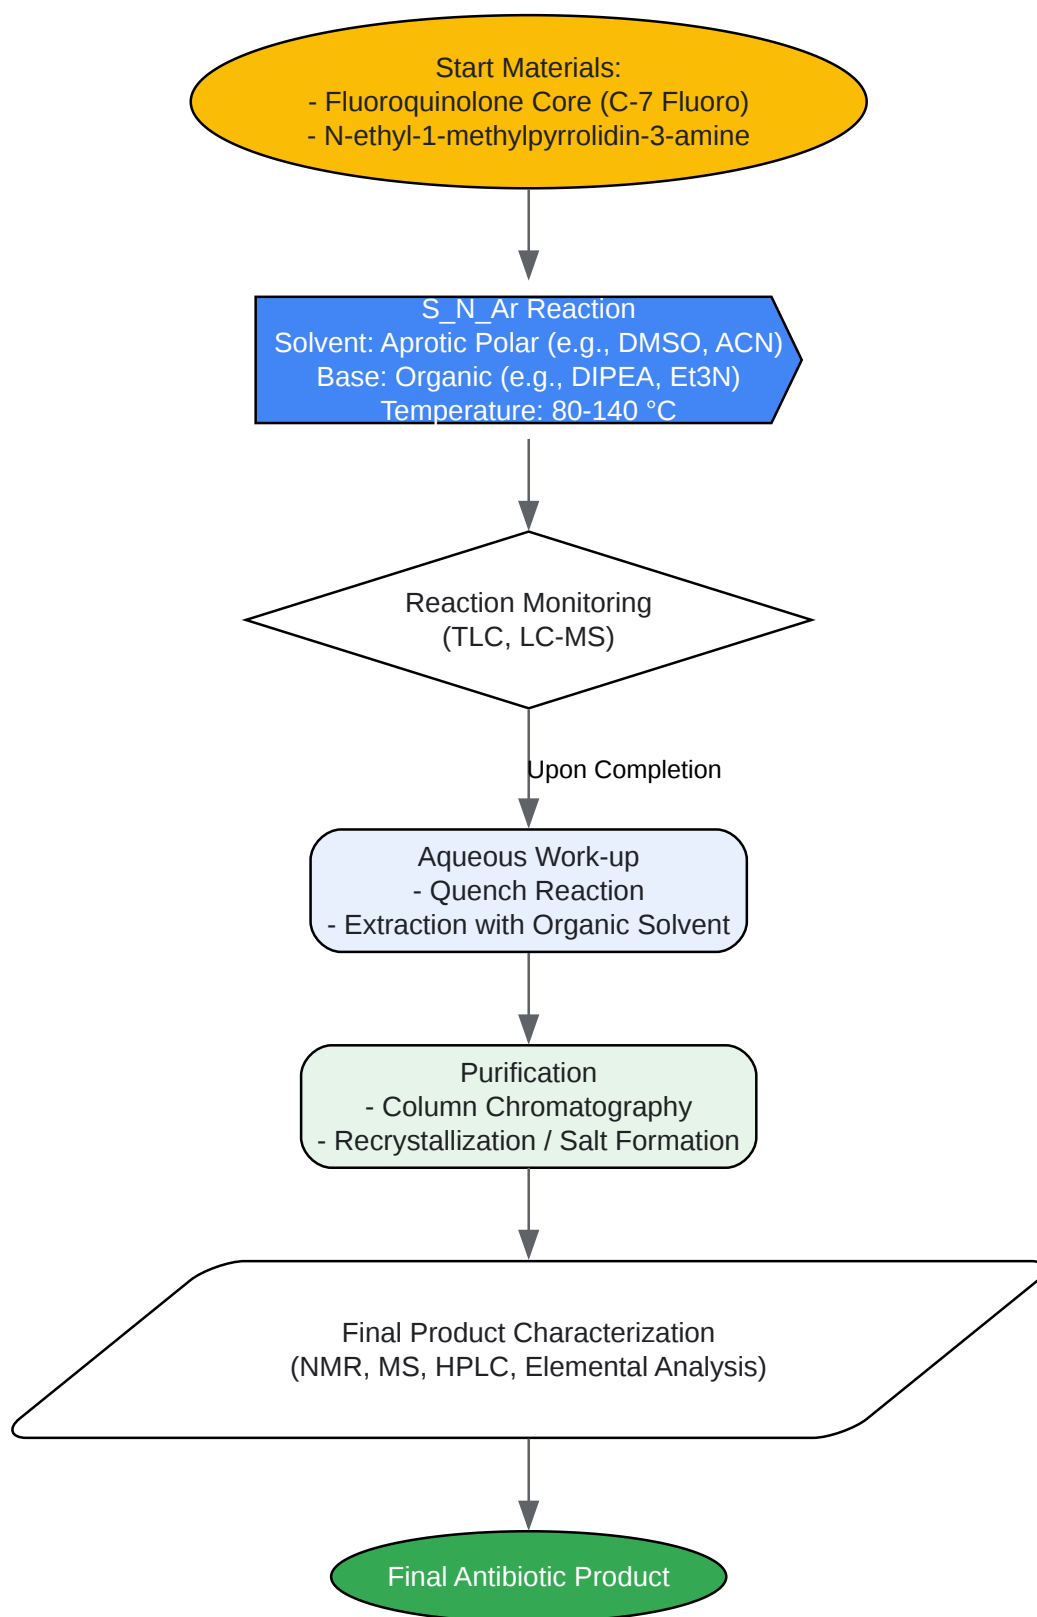 Start Materials:
- Fluoroquinolone Core (C-7 Fluoro)
- N-ethyl-1-methylpyrrolidin-3-amine
S_N_Ar Reaction
Solvent: Aprotic Polar (e.g., DMSO, ACN)
Base: Organic (e.g., DIPEA, Et3N)
Temperature: 80-140 °C
Reaction Monitoring
(TLC, LC-MS)
Upon Completion
Aqueous Work-up
- Quench Reaction
- Extraction with Organic Solvent
Purification
- Column Chromatography
- Recrystallization / Salt Formation
Final Product Characterization
(NMR, MS, HPLC, Elemental Analysis)
Final Antibiotic Product